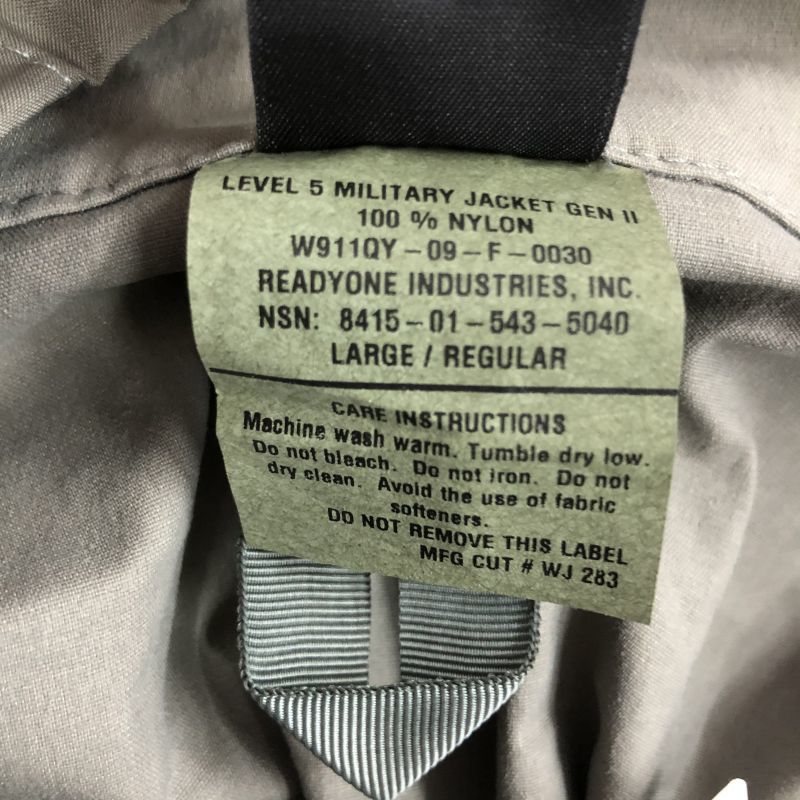 LEVEL 5 MILITARY JACKET GEN II
100 % NYLON
W911QY-09-F-0030
READYONE INDUSTRIES, INC.
NSN: 8415-01-543-5040
LARGE / REGULAR
CARE INSTRUCTIONS
Machine wash warm. Tumble dry low.
Do not bleach. Do not iron. Do not
dry clean. Avoid the use of fabric
softeners.
DO NOT REMOVE THIS LABEL
MFG CUT # WJ 283